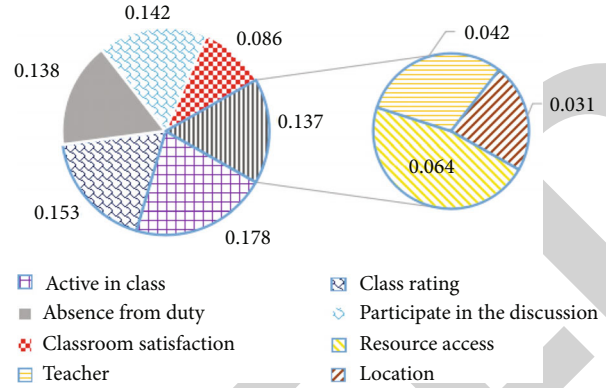 0.142
0.086
0.042
0.138
0.137
0.031
0.064
0.153
0.178
Active in class
Class rating
Absence from duty
Participate in the discussion
Classroom satisfaction
Resource access
Teacher
Location